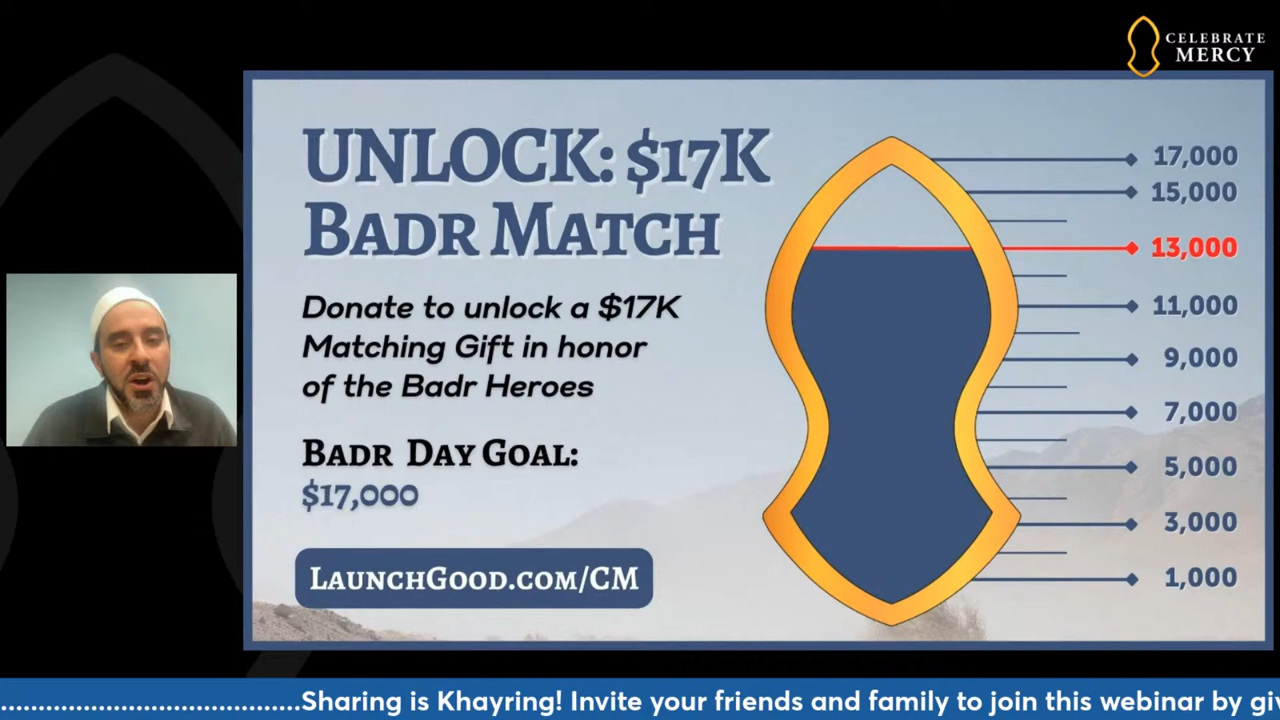 CELEBRATE
MERCY
UNLOCK: $17K
BADR MATCH
Donate to unlock a $17K
Matching Gift in honor
of the Badr Heroes
BADR DAY GOAL:
$17,000
LAUNCHGOOD.COM/CM
17,000
15,000
13,000
11,000
9,000
7,000
5,000
3,000
1,000
....................................Sharing is Khayring! Invite your friends and family to join this webinar by giv